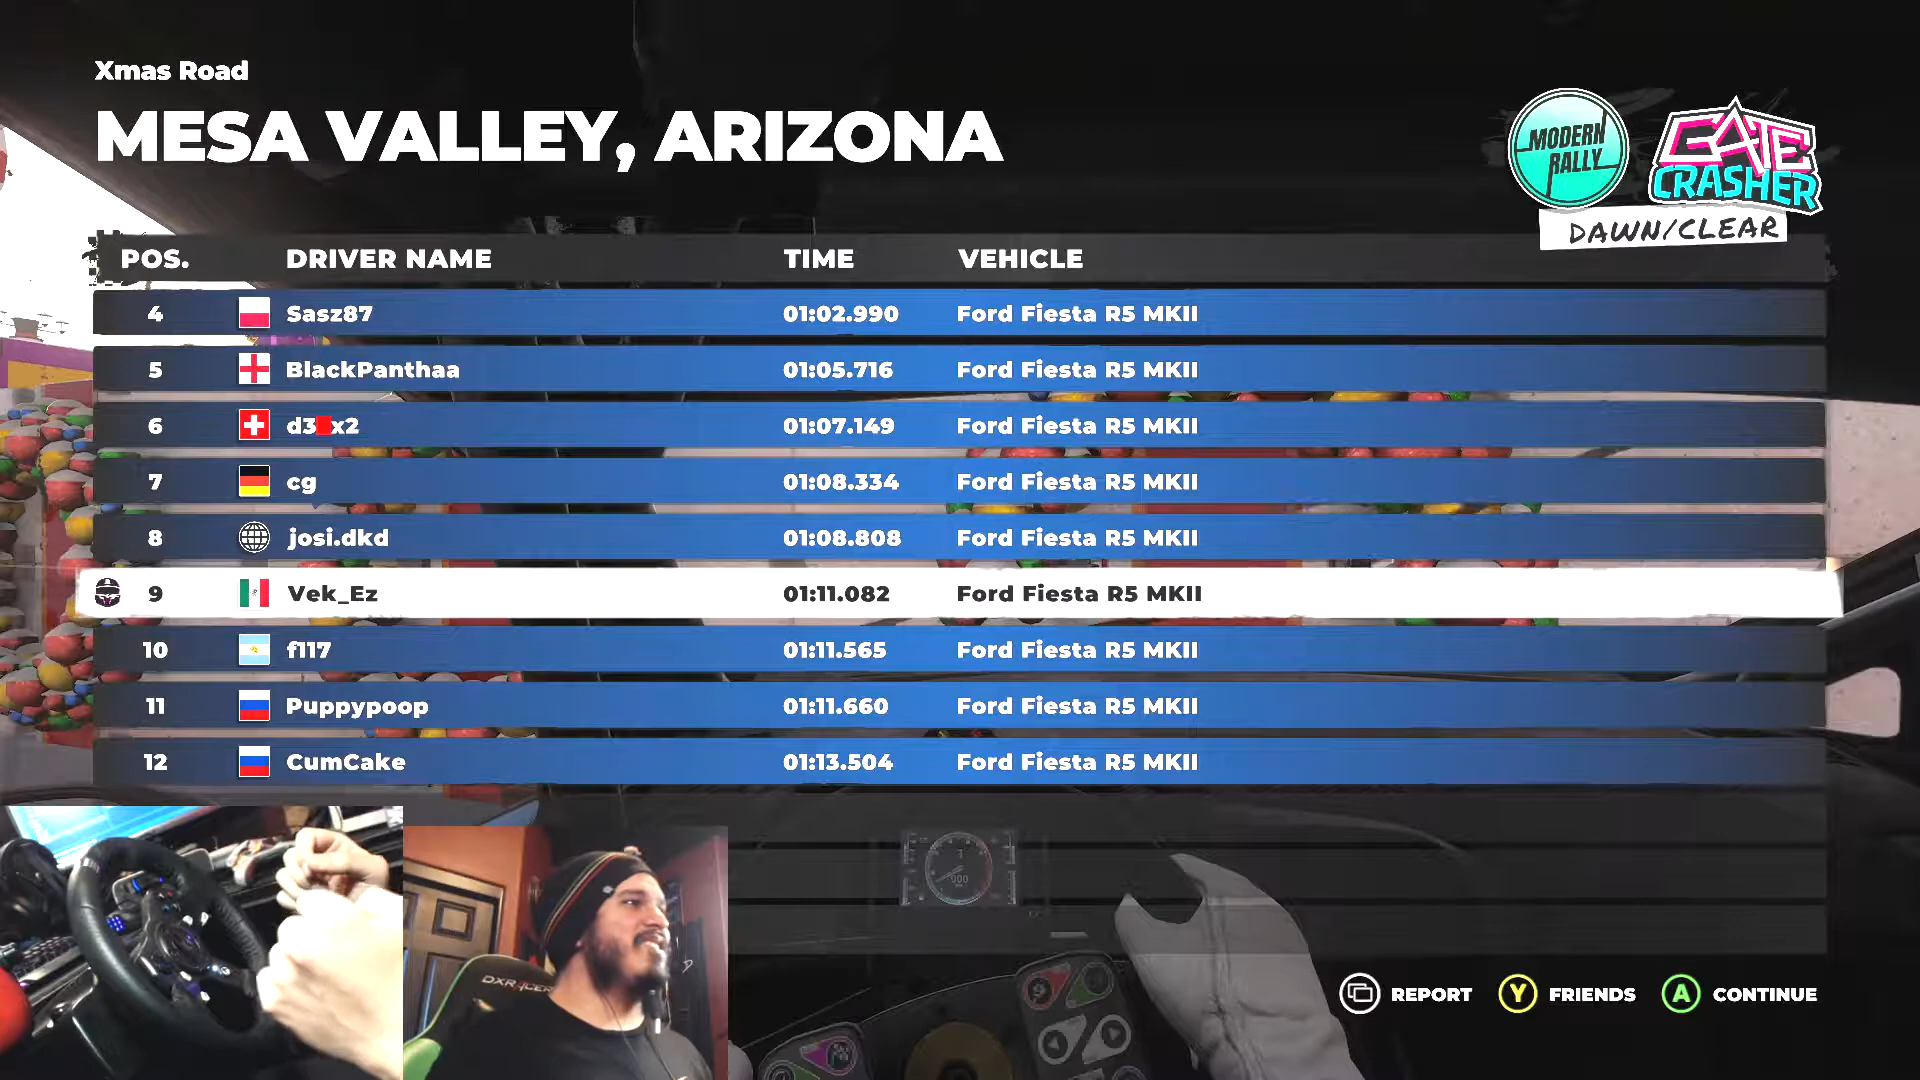 Xmas Road
MESA VALLEY, ARIZONA
MODERN RALLY
GATE CRASHER
DAWN/CLEAR
POS. DRIVER NAME TIME VEHICLE
4 Sasz87 01:02.990 Ford Fiesta R5 MKII
5 BlackPanthaa 01:05.716 Ford Fiesta R5 MKII
6 d3 x2 01:07.149 Ford Fiesta R5 MKII
7 cg 01:08.334 Ford Fiesta R5 MKII
8 josi.dkd 01:08.808 Ford Fiesta R5 MKII
9 Vek_Ez 01:11.082 Ford Fiesta R5 MKII
10 f117 01:11.565 Ford Fiesta R5 MKII
11 Puppypoop 01:11.660 Ford Fiesta R5 MKII
12 CumCake 01:13.504 Ford Fiesta R5 MKII
000
DXRACER
REPORT Y FRIENDS A CONTINUE